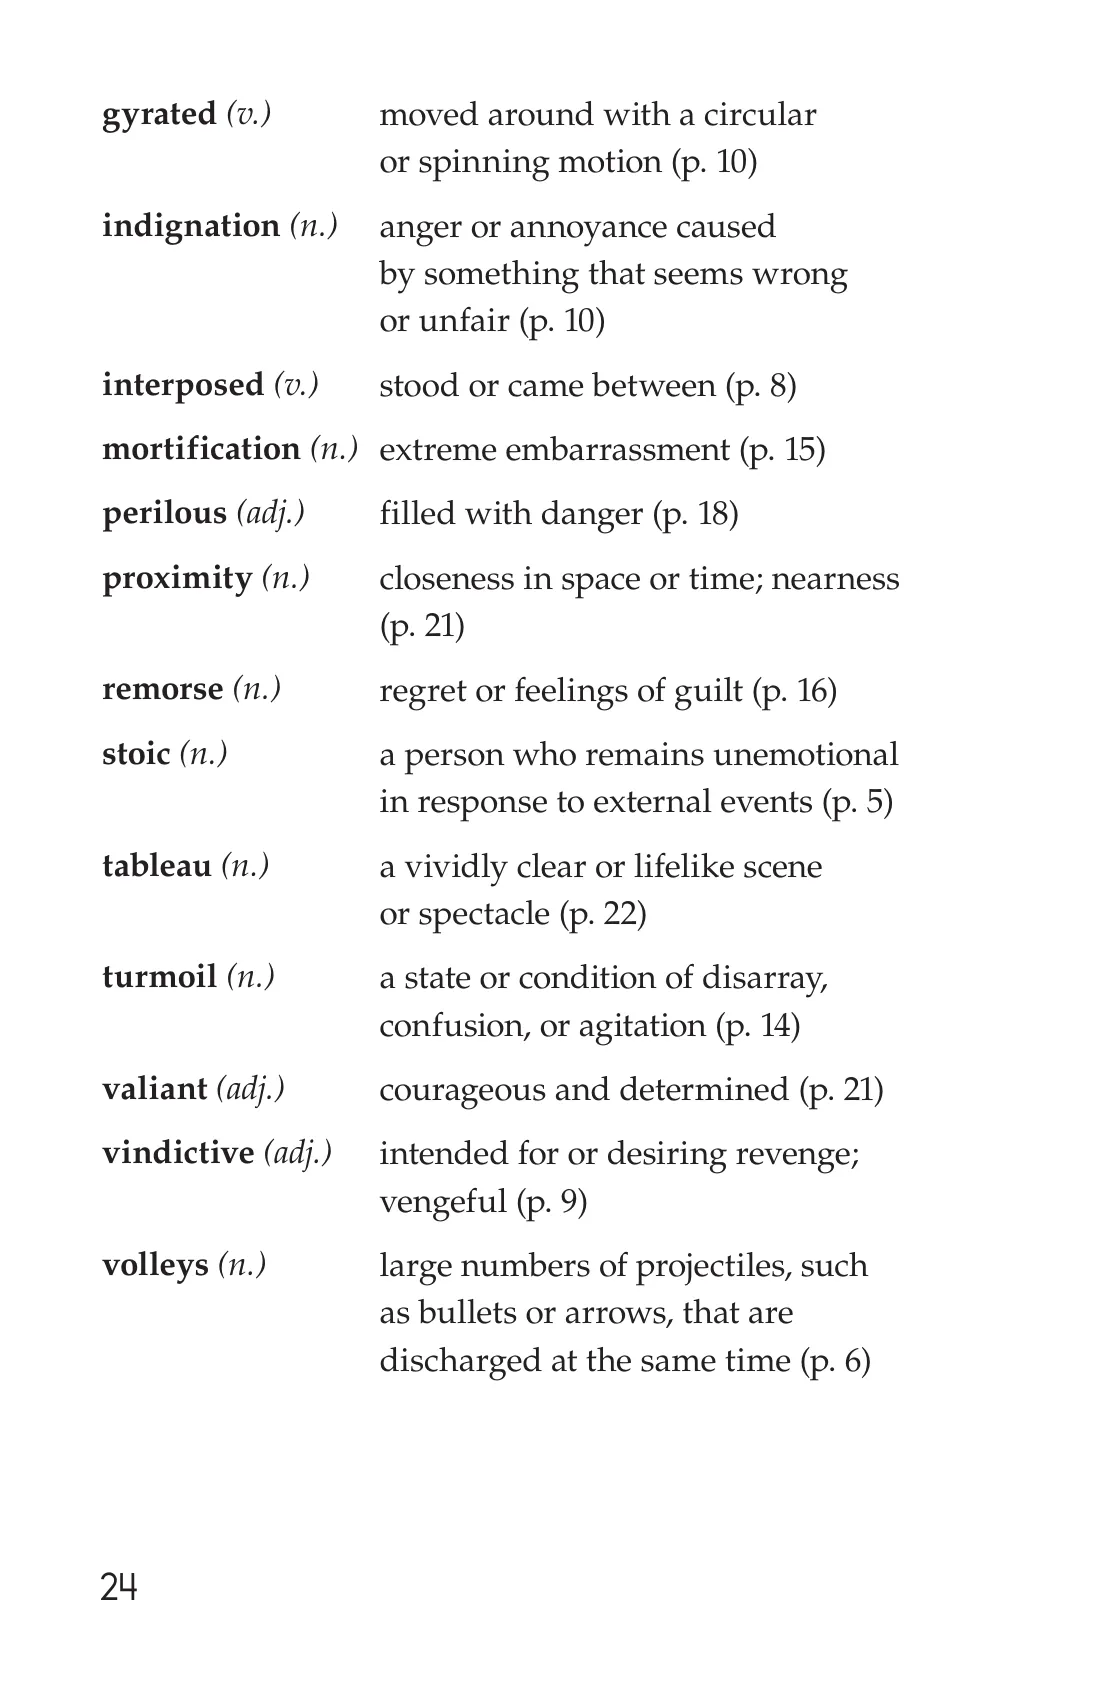 gyrated (v.) moved around with a circular
or spinning motion (p. 10)
indignation (n.) anger or annoyance caused
by something that seems wrong
or unfair (p. 10)
interposed (v.) stood or came between (p. 8)
mortification (n.) extreme embarrassment (p. 15)
perilous (adj.) filled with danger (p. 18)
proximity (n.) closeness in space or time; nearness
(p. 21)
remorse (n.) regret or feelings of guilt (p. 16)
stoic (n.) a person who remains unemotional
in response to external events (p. 5)
tableau (n.) a vividly clear or lifelike scene
or spectacle (p. 22)
turmoil (n.) a state or condition of disarray,
confusion, or agitation (p. 14)
valiant (adj.) courageous and determined (p. 21)
vindictive (adj.) intended for or desiring revenge;
vengeful (p. 9)
volleys (n.) large numbers of projectiles, such
as bullets or arrows, that are
discharged at the same time (p. 6)
24